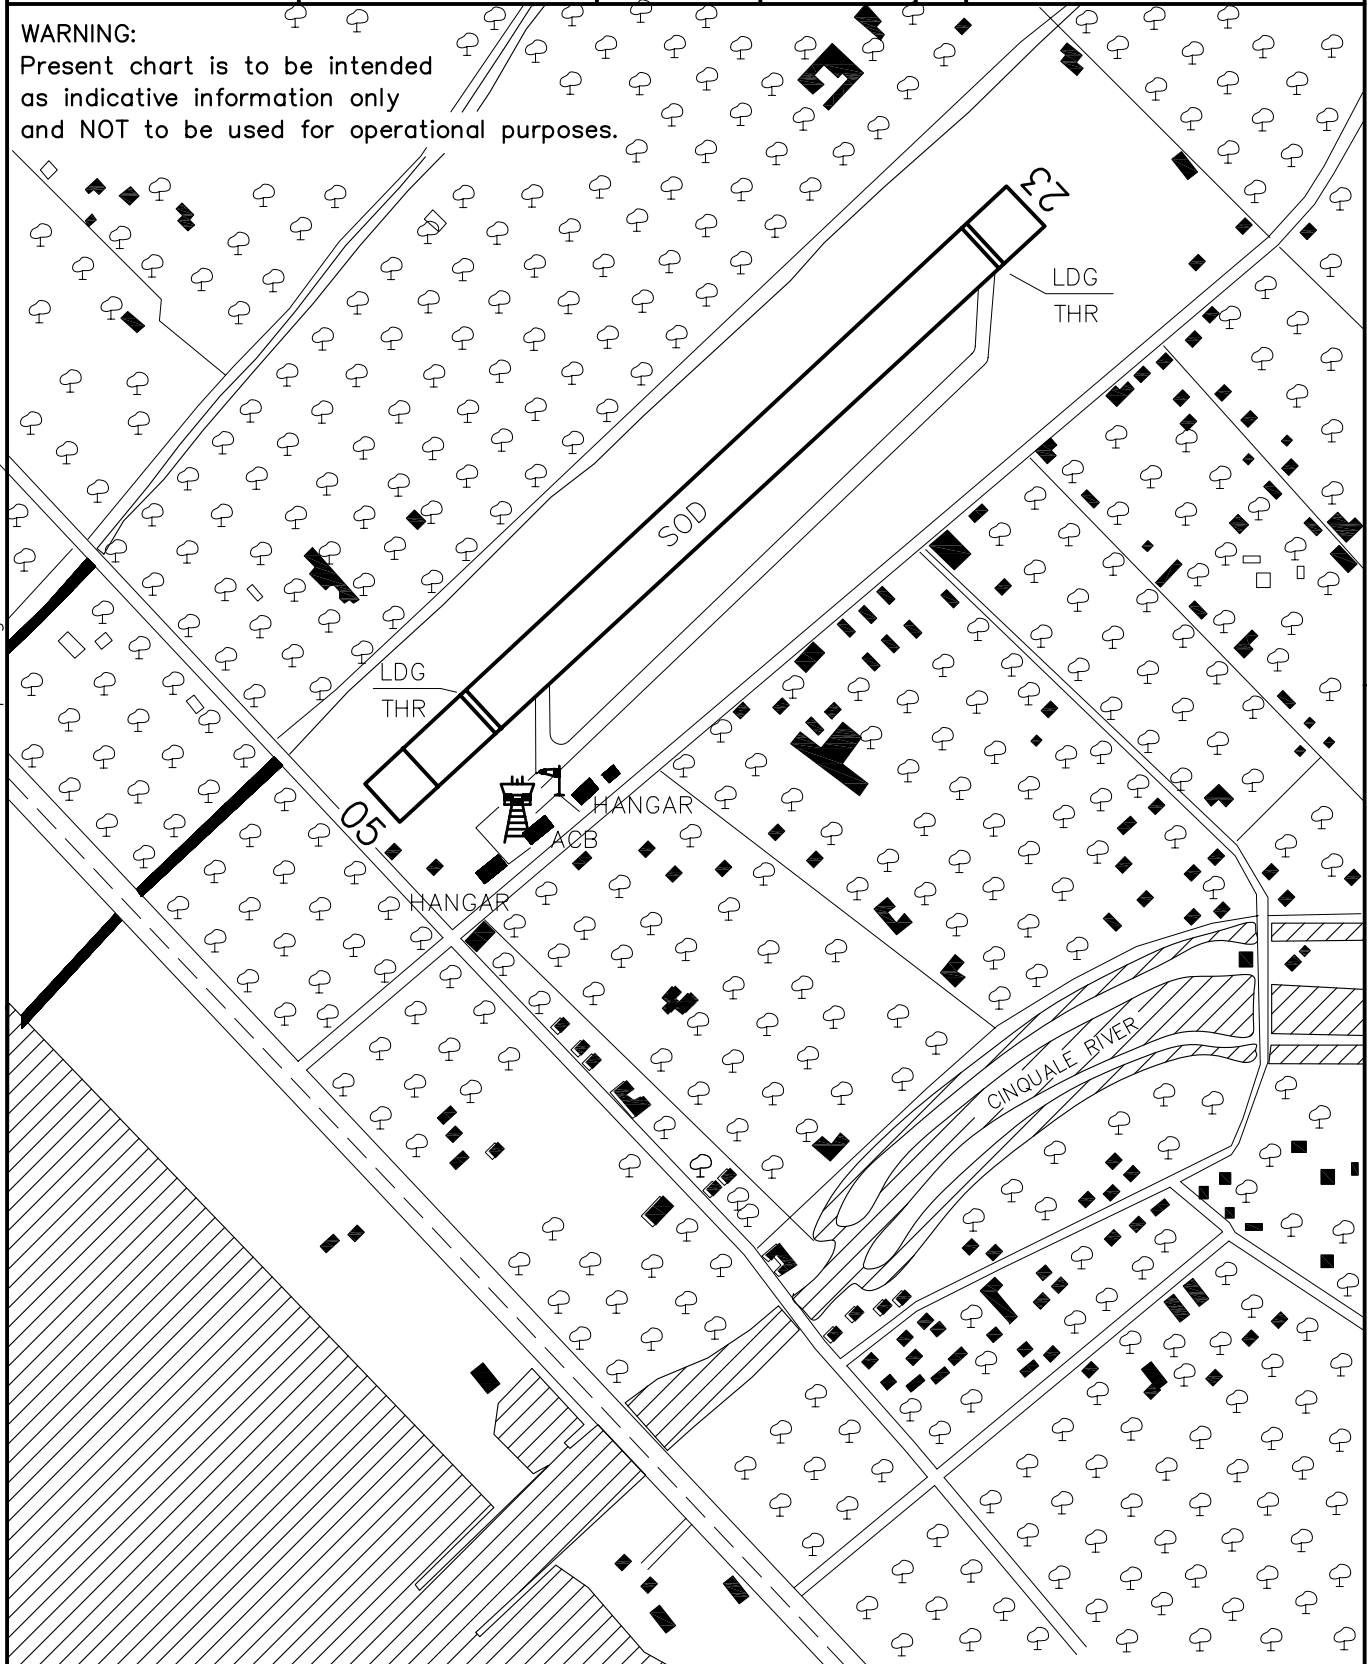 WARNING:
Present chart is to be intended
as indicative information only
and NOT to be used for operational purposes.
23
LDG
THR
SOD
LDG
THR
05
HANGAR
ACB
HANGAR
CINQUALE RIVER